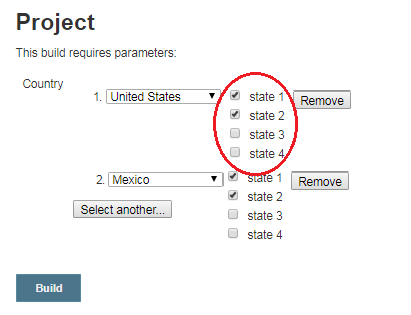 Project
This build requires parameters:
Country
1. United States state 1 Remove
state 2
state 3
state 4
2. Mexico state 1 Remove
state 2
Select another... state 3
state 4
Build